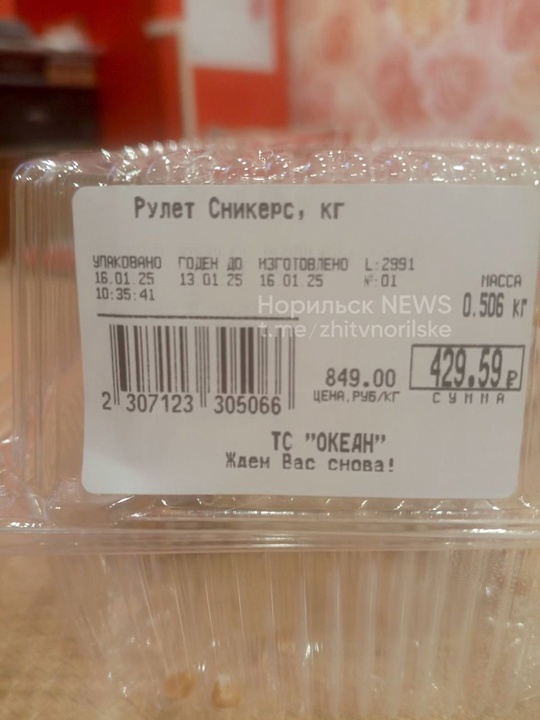 Рулет Сникерс, кг
УПАКОВАНО ГОДЕН ДО ИЗГОТОВЛЕНО L:2991
16.01.25 13 01 25 16 01.25 №:01
10:35:41
МАССА
0.506 кг
Норильск NEWS
t.me/zhitvnorilske
849.00
ЦЕНА,РУБ/КГ
429.59 ₽
СУММА
2 307123 305066
ТС "ОКЕАН"
Ждем Вас снова!